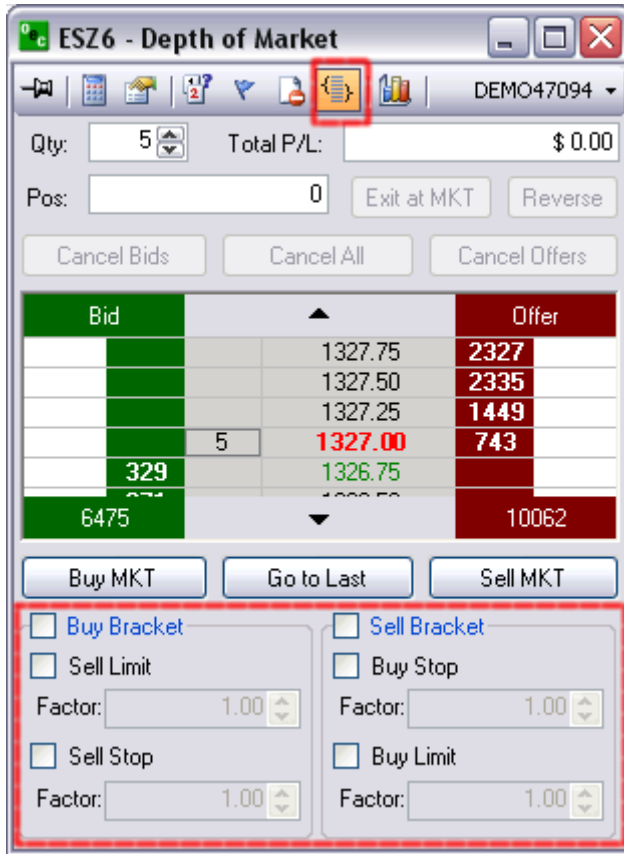 OEC ESZ6 - Depth of Market
DEMO47094
Qty: 5 Total P/L: $ 0.00
Pos: 0 Exit at MKT Reverse
Cancel Bids Cancel All Cancel Offers
Bid Offer
1327.75 2327
1327.50 2335
1327.25 1449
5 1327.00 743
329 1326.75
6475 10062
Buy MKT Go to Last Sell MKT
Buy Bracket Sell Bracket
Sell Limit Buy Stop
Factor: 1.00 Factor: 1.00
Sell Stop Buy Limit
Factor: 1.00 Factor: 1.00